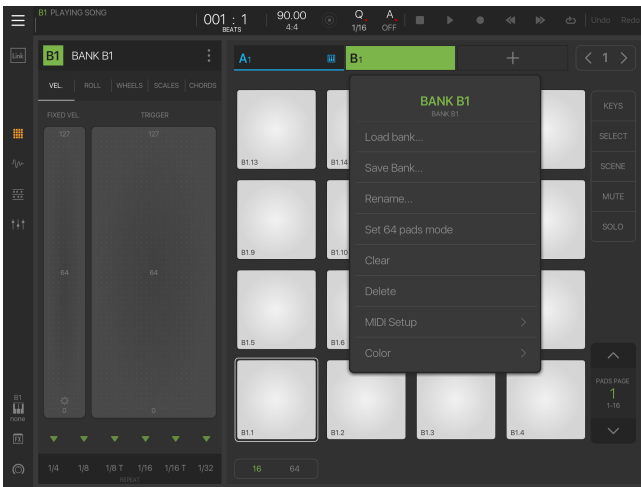 B1 PLAYING SONG
001 : 1
BEATS
90.00
4:4
Q
1/16
A
OFF
Undo
Redo
Link
B1
BANK B1
A1
B1
+
< 1 >
VEL.
ROLL
WHEELS
SCALES
CHORDS
FIXED VEL.
TRIGGER
127
127
64
64
0
0
BANK B1
BANK B1
Load bank...
Save Bank...
Rename...
Set 64 pads mode
Clear
Delete
MIDI Setup >
Color >
B1.13
B1.14
B1.9
B1.10
B1.5
B1.6
B1.1
B1.2
B1.3
B1.4
KEYS
SELECT
SCENE
MUTE
SOLO
PADS PAGE
1
1-16
B1
none
FX
1/4
1/8
1/8 T
1/16
1/16 T
1/32
REPEAT
16
64